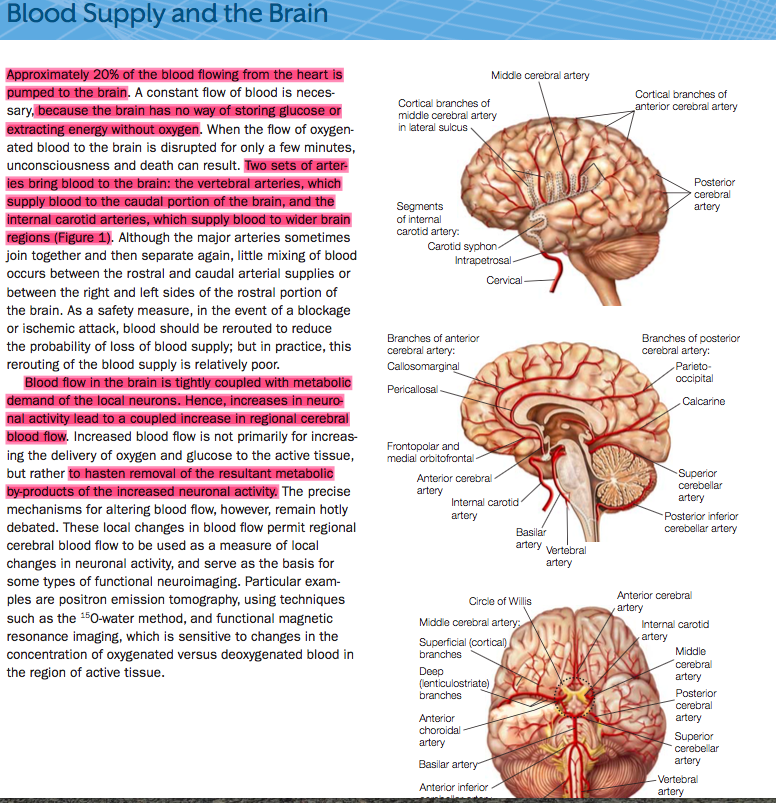 Blood Supply and the Brain
Approximately 20% of the blood flowing from the heart is
pumped to the brain. A constant flow of blood is neces-
sary, because the brain has no way of storing glucose or
extracting energy without oxygen. When the flow of oxygen-
ated blood to the brain is disrupted for only a few minutes,
unconsciousness and death can result. Two sets of arter-
ies bring blood to the brain: the vertebral arteries, which
supply blood to the caudal portion of the brain, and the
internal carotid arteries, which supply blood to wider brain
regions (Figure 1). Although the major arteries sometimes
join together and then separate again, little mixing of blood
occurs between the rostral and caudal arterial supplies or
between the right and left sides of the rostral portion of
the brain. As a safety measure, in the event of a blockage
or ischemic attack, blood should be rerouted to reduce
the probability of loss of blood supply; but in practice, this
rerouting of the blood supply is relatively poor.
Blood flow in the brain is tightly coupled with metabolic
demand of the local neurons. Hence, increases in neuro-
nal activity lead to a coupled increase in regional cerebral
blood flow. Increased blood flow is not primarily for increas-
ing the delivery of oxygen and glucose to the active tissue,
but rather to hasten removal of the resultant metabolic
by-products of the increased neuronal activity. The precise
mechanisms for altering blood flow, however, remain hotly
debated. These local changes in blood flow permit regional
cerebral blood flow to be used as a measure of local
changes in neuronal activity, and serve as the basis for
some types of functional neuroimaging. Particular exam-
ples are positron emission tomography, using techniques
such as the ¹⁵O-water method, and functional magnetic
resonance imaging, which is sensitive to changes in the
concentration of oxygenated versus deoxygenated blood in
the region of active tissue.
Middle cerebral artery
Cortical branches of
anterior cerebral artery
Cortical branches of
middle cerebral artery
in lateral sulcus
Posterior
cerebral
artery
Segments
of internal
carotid artery:
Carotid syphon
Intrapetrosal
Cervical
Branches of anterior
cerebral artery:
Callosomarginal
Pericallosal
Frontopolar and
medial orbitofrontal
Anterior cerebral
artery
Internal carotid
artery
Basilar
artery
Vertebral
artery
Branches of posterior
cerebral artery:
Parieto-
occipital
Calcarine
Superior
cerebellar
artery
Posterior inferior
cerebellar artery
Circle of Willis
Middle cerebral artery:
Superficial (cortical)
branches
Deep
(lenticulostriate)
branches
Anterior
choroidal
artery
Basilar artery
Anterior inferior
Anterior cerebral
artery
Internal carotid
artery
Middle
cerebral
artery
Posterior
cerebral
artery
Superior
cerebellar
artery
Vertebral
artery